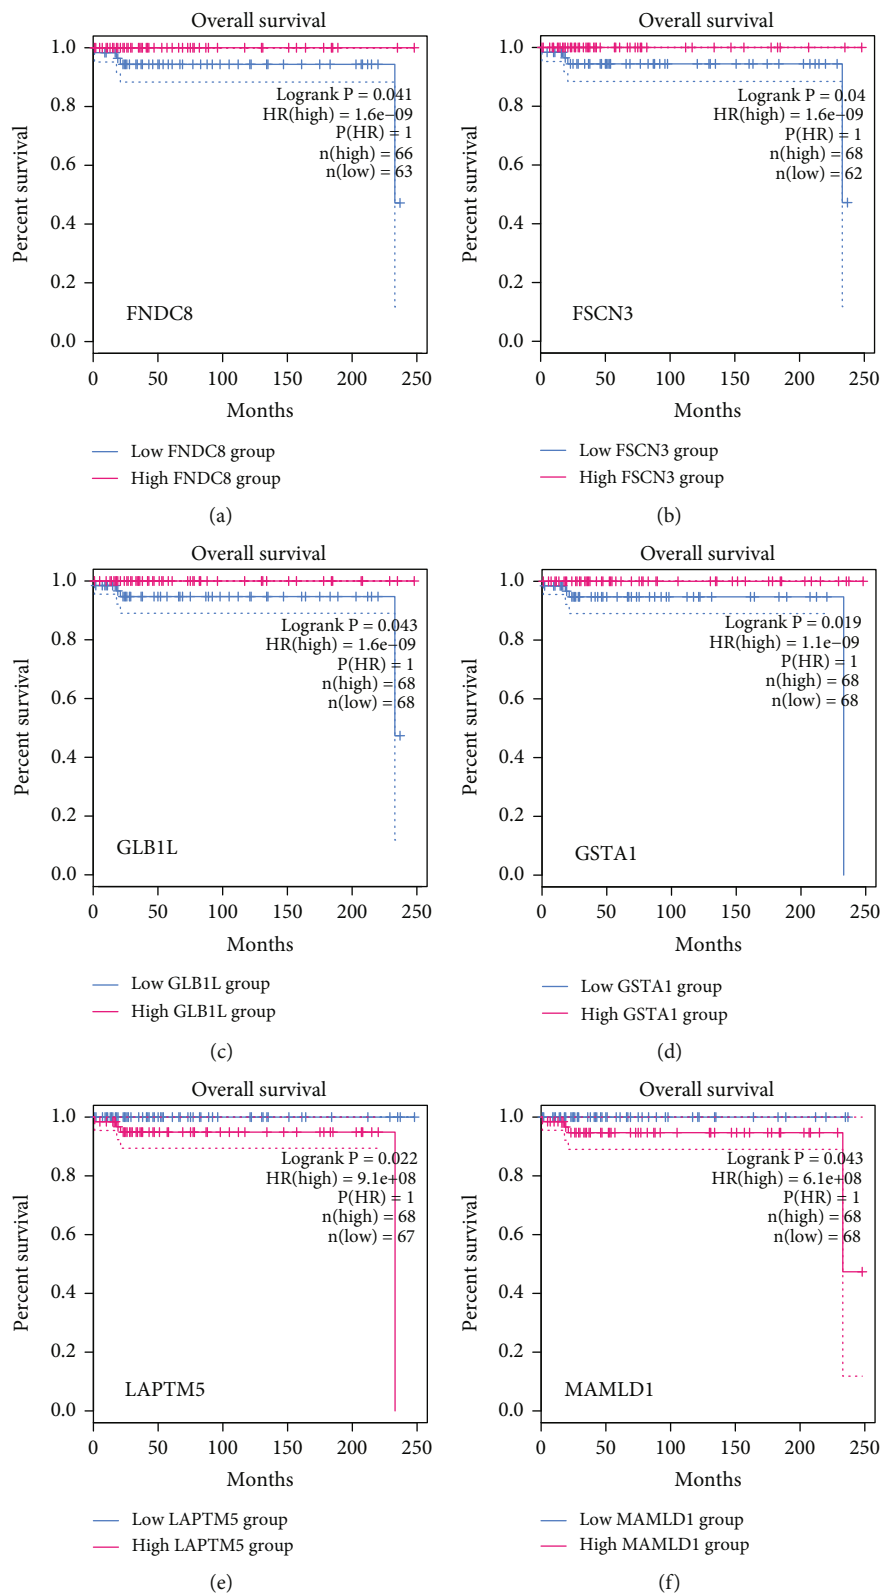 Overall survival
Percent survival
1.0
0.8
0.6
0.4
0.2
0.0
Logrank P = 0.041
HR(high) = 1.6e−09
P(HR) = 1
n(high) = 66
n(low) = 63
FNDC8
0 50 100 150 200 250
Months
Low FNDC8 group
High FNDC8 group
(a)
Overall survival
Percent survival
1.0
0.8
0.6
0.4
0.2
0.0
Logrank P = 0.04
HR(high) = 1.6e−09
P(HR) = 1
n(high) = 68
n(low) = 62
FSCN3
0 50 100 150 200 250
Months
Low FSCN3 group
High FSCN3 group
(b)
Overall survival
Percent survival
1.0
0.8
0.6
0.4
0.2
0.0
Logrank P = 0.043
HR(high) = 1.6e−09
P(HR) = 1
n(high) = 68
n(low) = 68
GLB1L
0 50 100 150 200 250
Months
Low GLB1L group
High GLB1L group
(c)
Overall survival
Percent survival
1.0
0.8
0.6
0.4
0.2
0.0
Logrank P = 0.019
HR(high) = 1.1e−09
P(HR) = 1
n(high) = 68
n(low) = 68
GSTA1
0 50 100 150 200 250
Months
Low GSTA1 group
High GSTA1 group
(d)
Overall survival
Percent survival
1.0
0.8
0.6
0.4
0.2
0.0
Logrank P = 0.022
HR(high) = 9.1e+08
P(HR) = 1
n(high) = 68
n(low) = 67
LAPTM5
0 50 100 150 200 250
Months
Low LAPTM5 group
High LAPTM5 group
(e)
Overall survival
Percent survival
1.0
0.8
0.6
0.4
0.2
0.0
Logrank P = 0.043
HR(high) = 6.1e+08
P(HR) = 1
n(high) = 68
n(low) = 68
MAMLD1
0 50 100 150 200 250
Months
Low MAMLD1 group
High MAMLD1 group
(f)